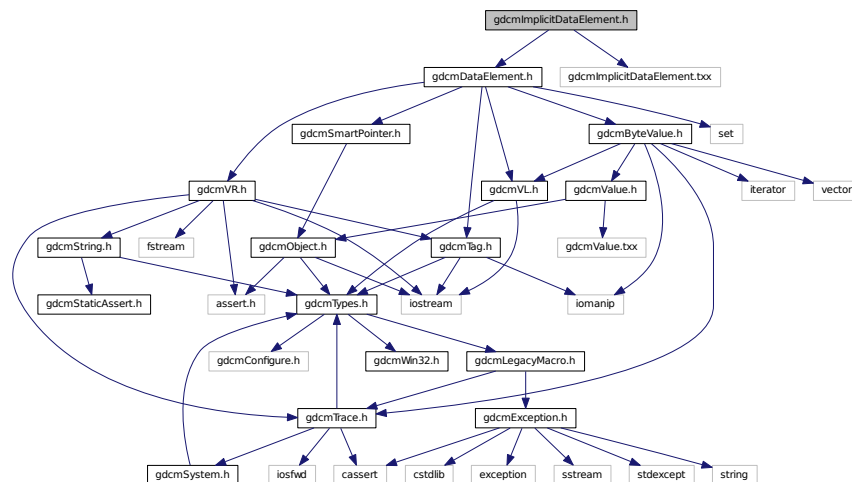 gdcmImplicitDataElement.h
gdcmDataElement.h
gdcmImplicitDataElement.txx
gdcmSmartPointer.h
gdcmByteValue.h
set
gdcmVR.h
gdcmVL.h
gdcmValue.h
iterator
vector
gdcmString.h
fstream
gdcmObject.h
gdcmTag.h
gdcmValue.txx
gdcmStaticAssert.h
assert.h
gdcmTypes.h
iostream
iomanip
gdcmConfigure.h
gdcmWin32.h
gdcmLegacyMacro.h
gdcmTrace.h
gdcmException.h
gdcmSystem.h
iosfwd
cassert
cstdlib
exception
sstream
stdexcept
string